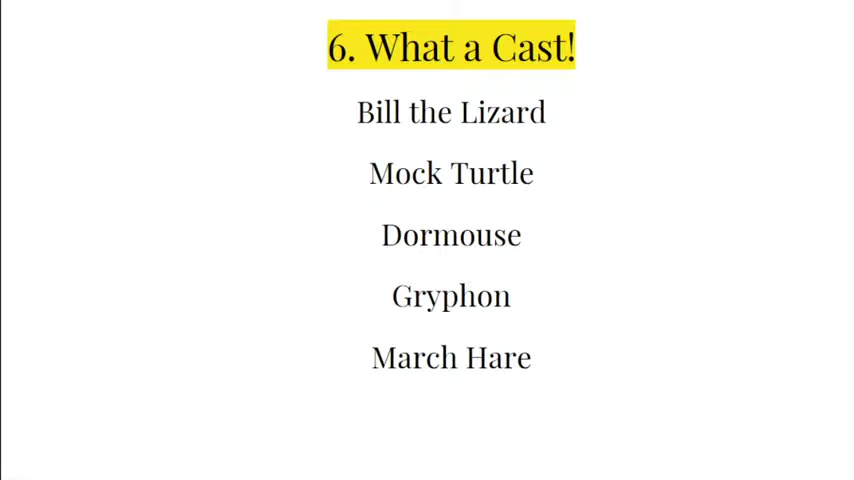 6. What a Cast!
Bill the Lizard
Mock Turtle
Dormouse
Gryphon
March Hare